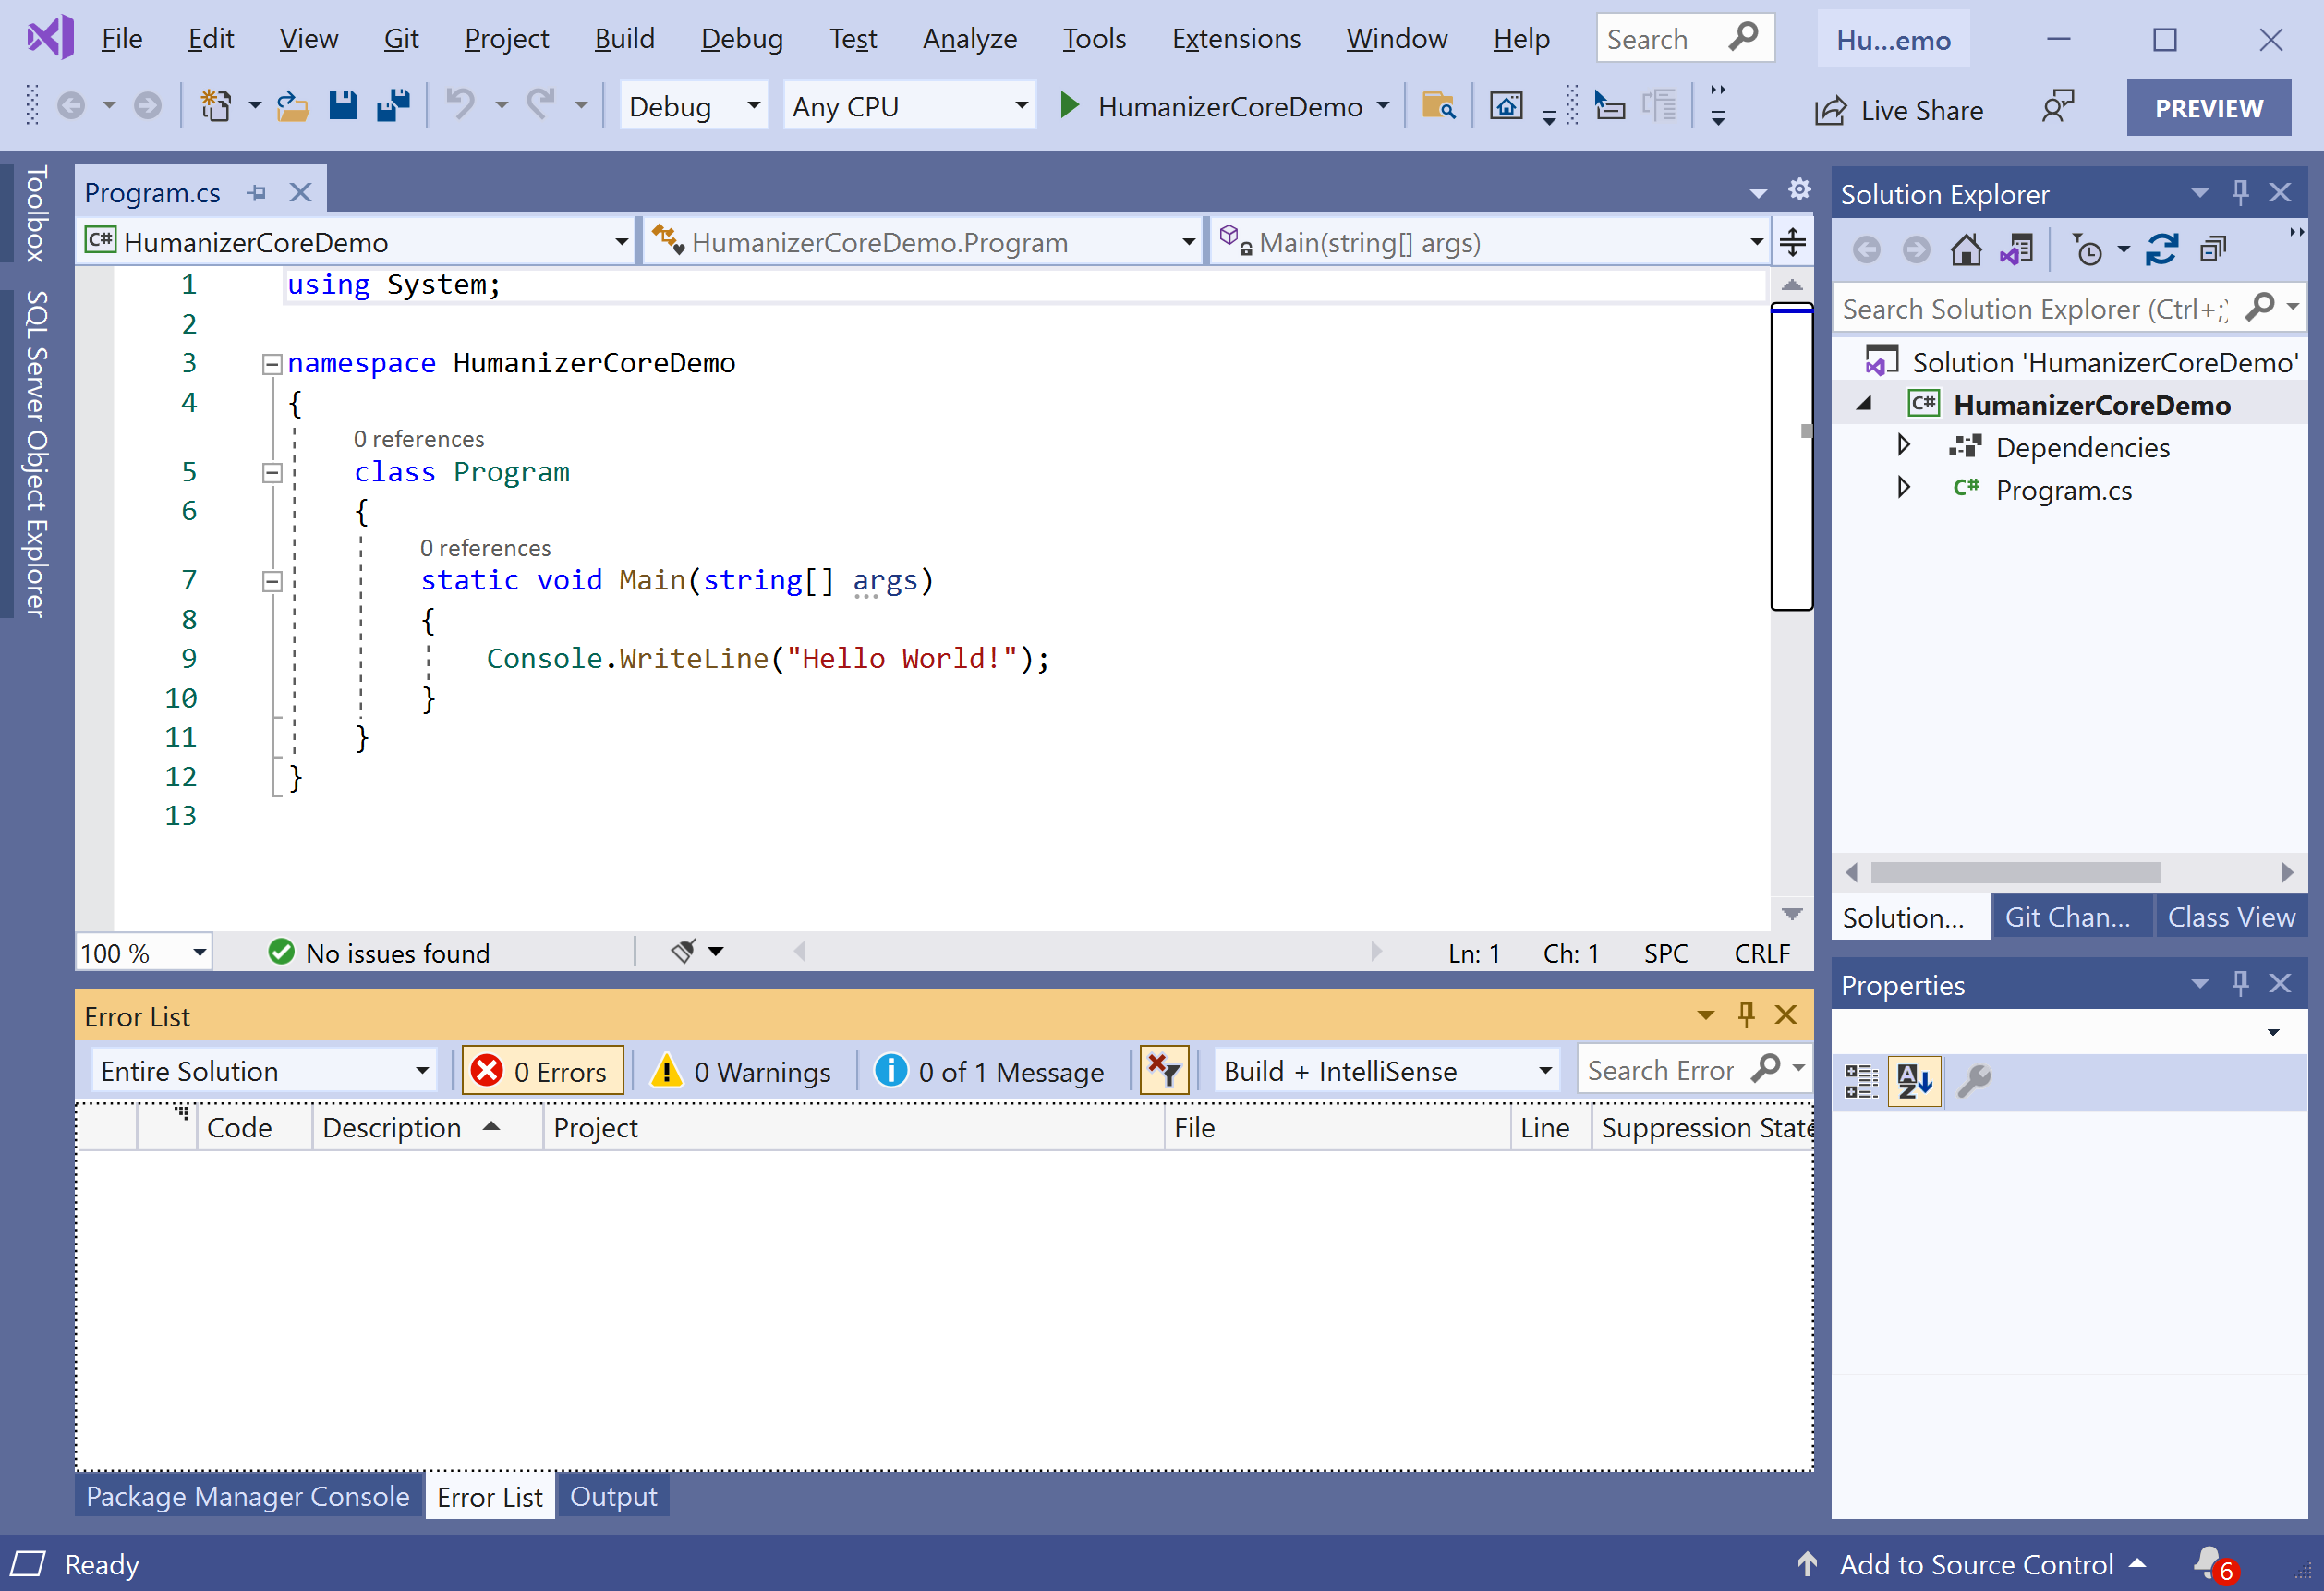 File Edit View Git Project Build Debug Test Analyze Tools Extensions Window Help Search Hu...emo
Debug Any CPU HumanizerCoreDemo Live Share PREVIEW
Toolbox
SQL Server Object Explorer
Program.cs
C# HumanizerCoreDemo HumanizerCoreDemo.Program Main(string[] args)
1 using System;
2
3 namespace HumanizerCoreDemo
4 {
0 references
5 class Program
6 {
0 references
7 static void Main(string[] args)
8 {
9 Console.WriteLine("Hello World!");
10 }
11 }
12 }
13
100 % No issues found Ln: 1 Ch: 1 SPC CRLF
Error List
Entire Solution 0 Errors 0 Warnings 0 of 1 Message Build + IntelliSense Search Error
Code Description Project File Line Suppression State
Package Manager Console Error List Output
Solution Explorer
Search Solution Explorer (Ctrl+;)
Solution 'HumanizerCoreDemo'
C# HumanizerCoreDemo
Dependencies
C# Program.cs
Solution... Git Chan... Class View
Properties
AZ
Ready Add to Source Control 6